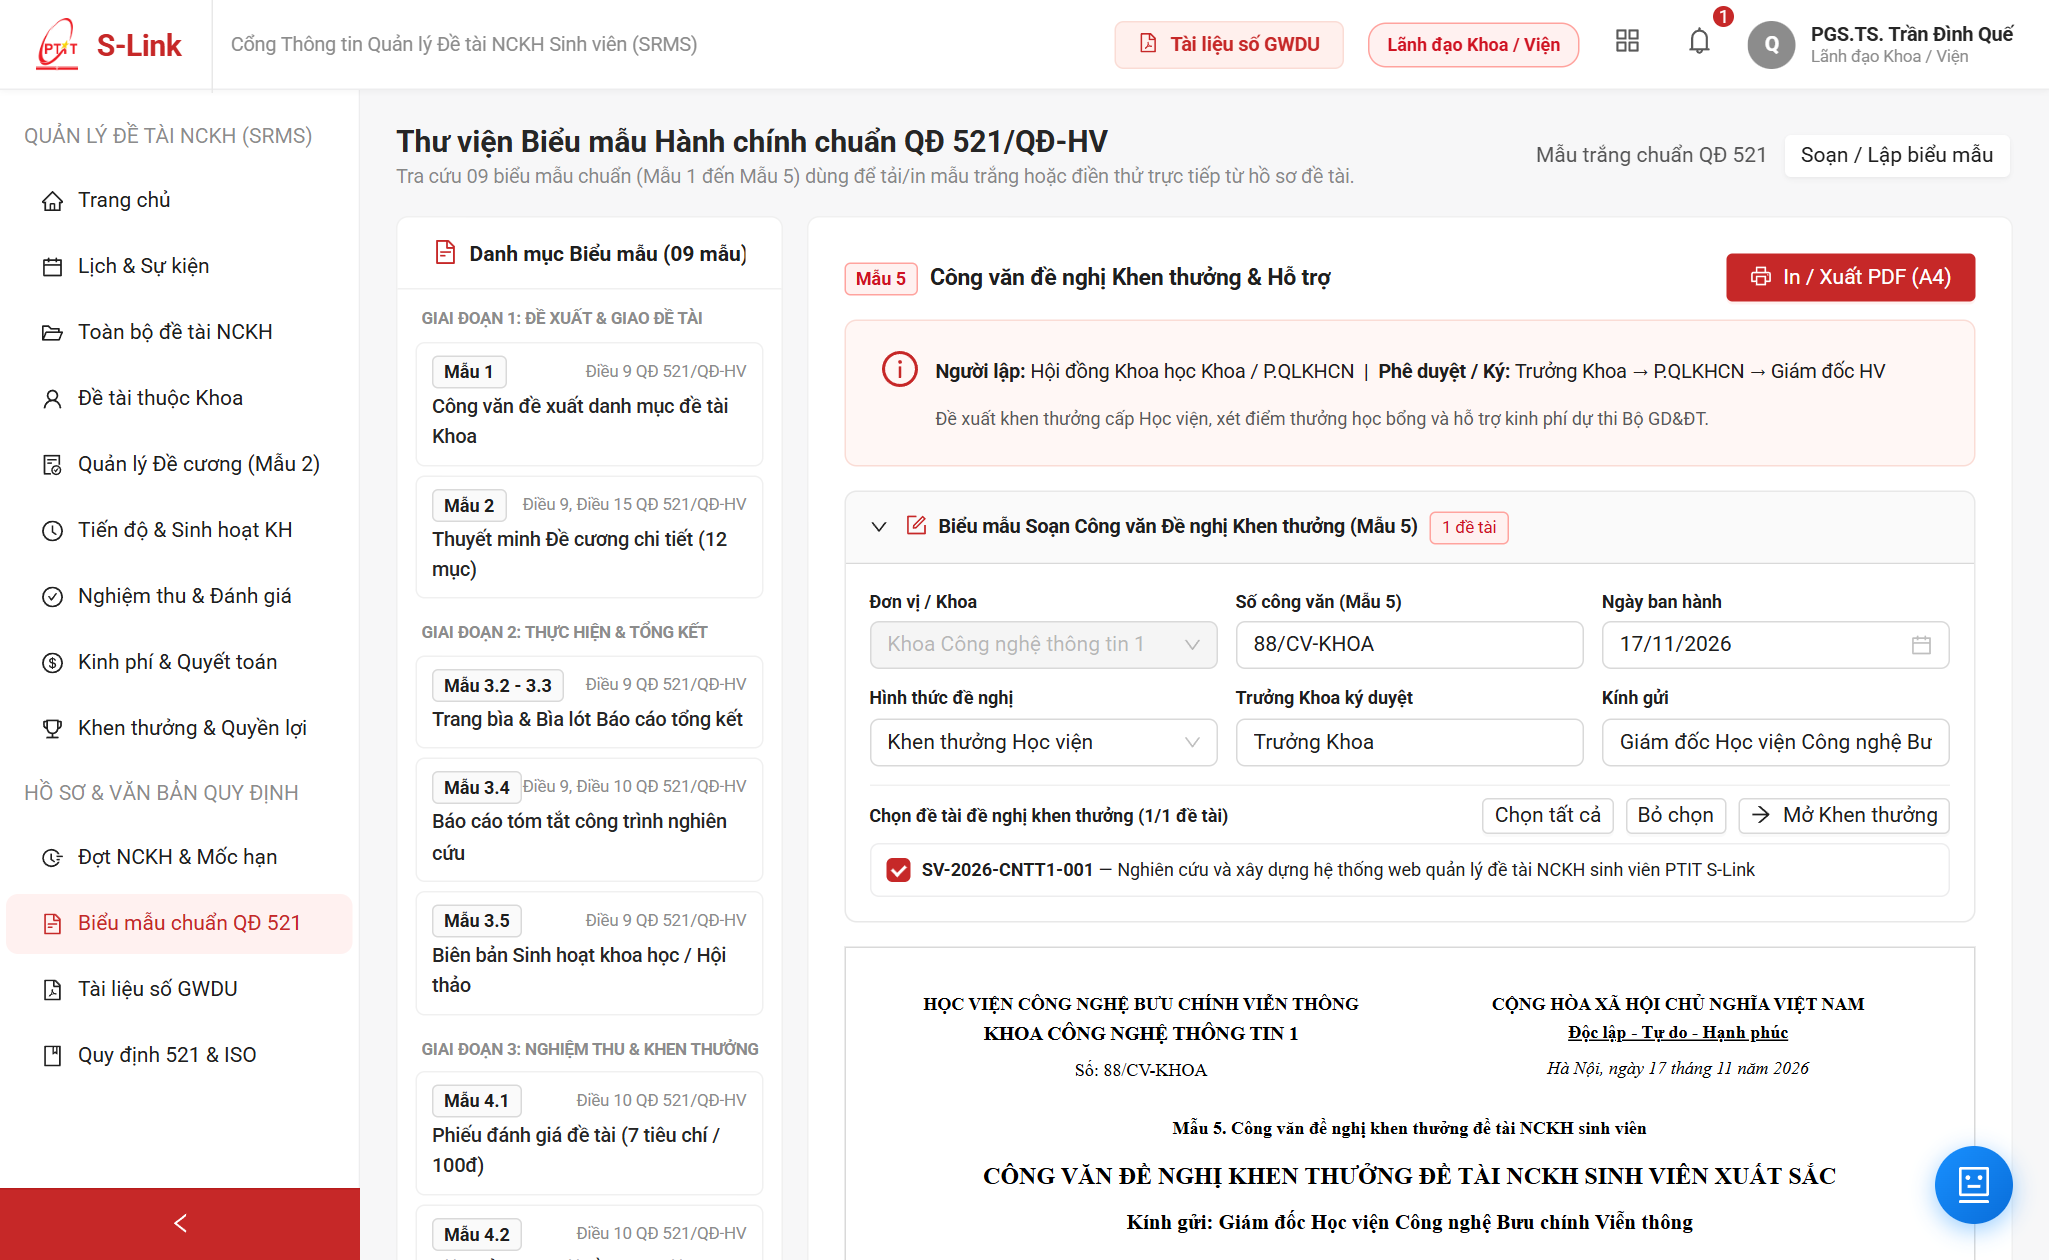 PTIT
S-Link
Cổng Thông tin Quản lý Đề tài NCKH Sinh viên (SRMS)
Tài liệu số GWDU
Lãnh đạo Khoa / Viện
1
Q
PGS.TS. Trần Đình Quế
Lãnh đạo Khoa / Viện
QUẢN LÝ ĐỀ TÀI NCKH (SRMS)
Trang chủ
Lịch & Sự kiện
Toàn bộ đề tài NCKH
Đề tài thuộc Khoa
Quản lý Đề cương (Mẫu 2)
Tiến độ & Sinh hoạt KH
Nghiệm thu & Đánh giá
Kinh phí & Quyết toán
Khen thưởng & Quyền lợi
HỒ SƠ & VĂN BẢN QUY ĐỊNH
Đợt NCKH & Mốc hạn
Biểu mẫu chuẩn QĐ 521
Tài liệu số GWDU
Quy định 521 & ISO
Thư viện Biểu mẫu Hành chính chuẩn QĐ 521/QĐ-HV
Tra cứu 09 biểu mẫu chuẩn (Mẫu 1 đến Mẫu 5) dùng để tải/in mẫu trắng hoặc điền thử trực tiếp từ hồ sơ đề tài.
Mẫu trắng chuẩn QĐ 521
Soạn / Lập biểu mẫu
Danh mục Biểu mẫu (09 mẫu)
GIAI ĐOẠN 1: ĐỀ XUẤT & GIAO ĐỀ TÀI
Mẫu 1
Điều 9 QĐ 521/QĐ-HV
Công văn đề xuất danh mục đề tài
Khoa
Mẫu 2
Điều 9, Điều 15 QĐ 521/QĐ-HV
Thuyết minh Đề cương chi tiết (12
mục)
GIAI ĐOẠN 2: THỰC HIỆN & TỔNG KẾT
Mẫu 3.2 - 3.3
Điều 9 QĐ 521/QĐ-HV
Trang bìa & Bìa lót Báo cáo tổng kết
Mẫu 3.4
Điều 9, Điều 10 QĐ 521/QĐ-HV
Báo cáo tóm tắt công trình nghiên
cứu
Mẫu 3.5
Điều 9 QĐ 521/QĐ-HV
Biên bản Sinh hoạt khoa học / Hội
thảo
GIAI ĐOẠN 3: NGHIỆM THU & KHEN THƯỞNG
Mẫu 4.1
Điều 10 QĐ 521/QĐ-HV
Phiếu đánh giá đề tài (7 tiêu chí /
100đ)
Mẫu 4.2
Điều 10 QĐ 521/QĐ-HV
Mẫu 5
Công văn đề nghị Khen thưởng & Hỗ trợ
In / Xuất PDF (A4)
Người lập: Hội đồng Khoa học Khoa / P.QLKHCN | Phê duyệt / Ký: Trưởng Khoa → P.QLKHCN → Giám đốc HV
Đề xuất khen thưởng cấp Học viện, xét điểm thưởng học bổng và hỗ trợ kinh phí dự thi Bộ GD&ĐT.
Biểu mẫu Soạn Công văn Đề nghị Khen thưởng (Mẫu 5)
1 đề tài
Đơn vị / Khoa
Số công văn (Mẫu 5)
Ngày ban hành
Khoa Công nghệ thông tin 1
88/CV-KHOA
17/11/2026
Hình thức đề nghị
Trưởng Khoa ký duyệt
Kính gửi
Khen thưởng Học viện
Trưởng Khoa
Giám đốc Học viện Công nghệ Bư
Chọn đề tài đề nghị khen thưởng (1/1 đề tài)
Chọn tất cả
Bỏ chọn
Mở Khen thưởng
SV-2026-CNTT1-001 — Nghiên cứu và xây dựng hệ thống web quản lý đề tài NCKH sinh viên PTIT S-Link
HỌC VIỆN CÔNG NGHỆ BƯU CHÍNH VIỄN THÔNG
KHOA CÔNG NGHỆ THÔNG TIN 1
Số: 88/CV-KHOA
CỘNG HÒA XÃ HỘI CHỦ NGHĨA VIỆT NAM
Độc lập - Tự do - Hạnh phúc
Hà Nội, ngày 17 tháng 11 năm 2026
Mẫu 5. Công văn đề nghị khen thưởng đề tài NCKH sinh viên
CÔNG VĂN ĐỀ NGHỊ KHEN THƯỞNG ĐỀ TÀI NCKH SINH VIÊN XUẤT SẮC
Kính gửi: Giám đốc Học viện Công nghệ Bưu chính Viễn thông